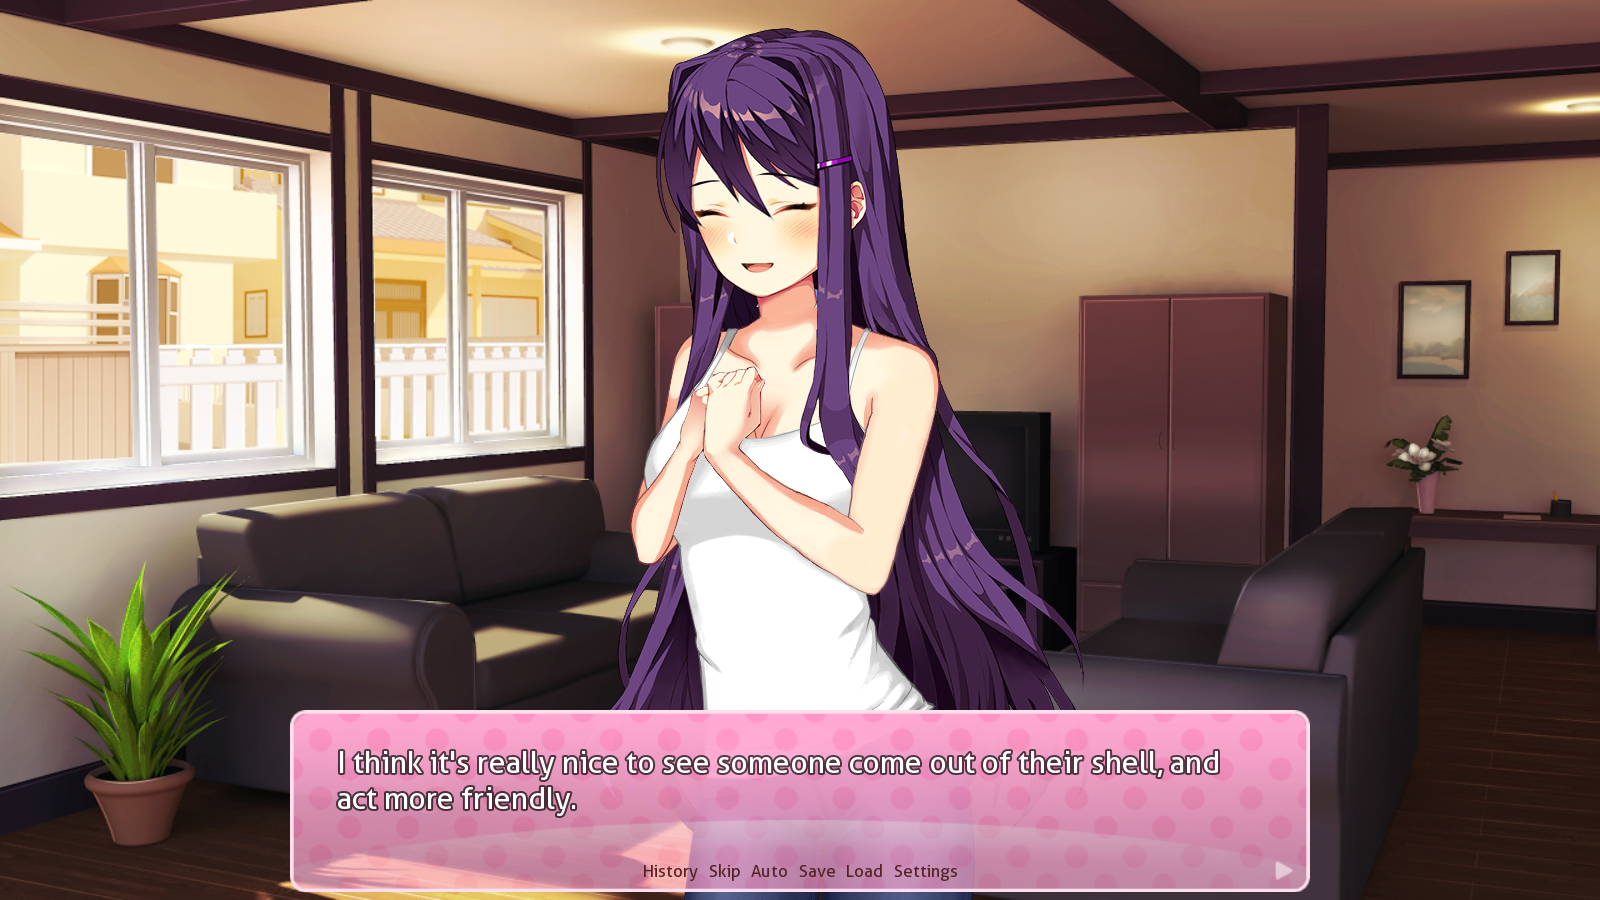 I think it's really nice to see someone come out of their shell, and
act more friendly.
History Skip Auto Save Load Settings